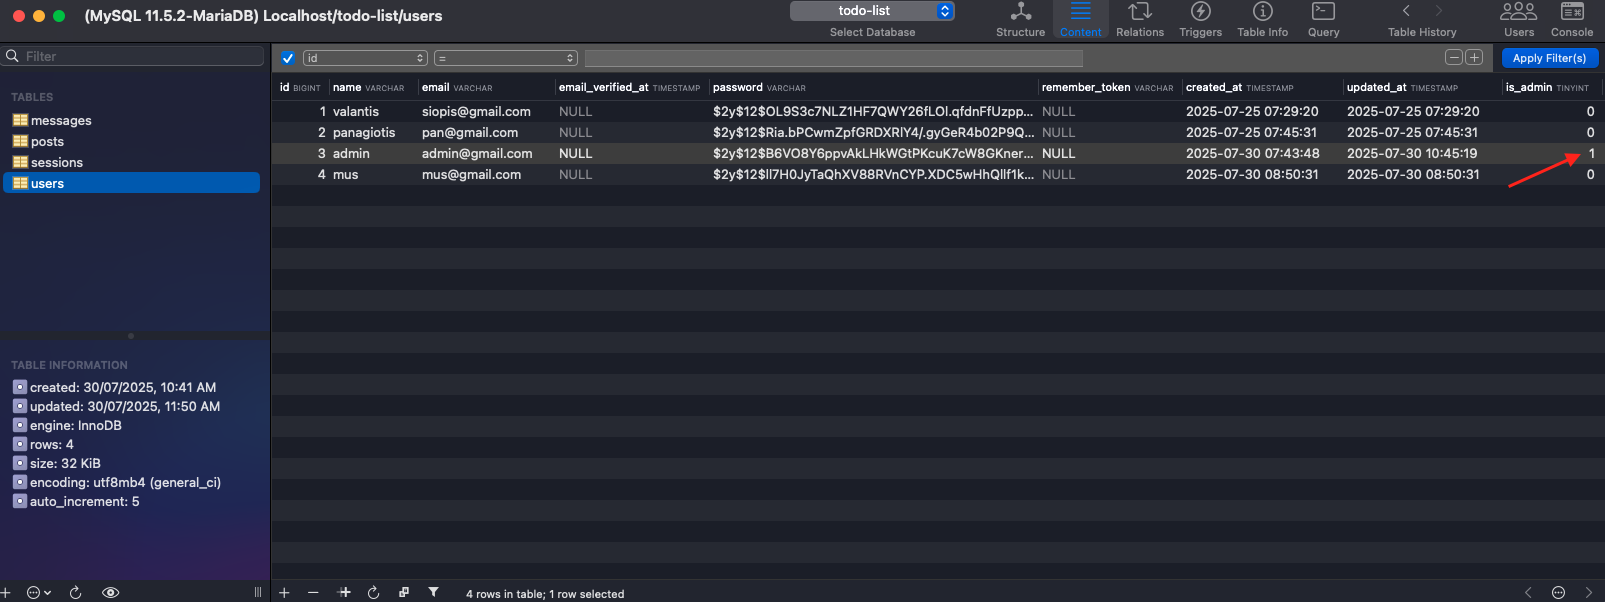 (MySQL 11.5.2-MariaDB) Localhost/todo-list/users
todo-list
Select Database
Structure Content Relations Triggers Table Info Query Table History Users Console
Filter
id = Apply Filter(s)
TABLES
messages
posts
sessions
users
id BIGINT name VARCHAR email VARCHAR email_verified_at TIMESTAMP password VARCHAR remember_token VARCHAR created_at TIMESTAMP updated_at TIMESTAMP is_admin TINYINT
1 valantis siopis@gmail.com NULL $2y$12$OL9S3c7NLZ1HF7QWY26fLOl.qfdnFfUzpp... NULL 2025-07-25 07:29:20 2025-07-25 07:29:20 0
2 panagiotis pan@gmail.com NULL $2y$12$Ria.bPCwmZpfGRDXRlY4/.gyGeR4b02P9Q... NULL 2025-07-25 07:45:31 2025-07-25 07:45:31 0
3 admin admin@gmail.com NULL $2y$12$B6VO8Y6ppvAkLHkWGtPKcuK7cW8GKner... NULL 2025-07-30 07:43:48 2025-07-30 10:45:19 1
4 mus mus@gmail.com NULL $2y$12$Il7H0JyTaQhXV88RVnCYP.XDC5wHhQllf1k... NULL 2025-07-30 08:50:31 2025-07-30 08:50:31 0
TABLE INFORMATION
created: 30/07/2025, 10:41 AM
updated: 30/07/2025, 11:50 AM
engine: InnoDB
rows: 4
size: 32 KiB
encoding: utf8mb4 (general_ci)
auto_increment: 5
4 rows in table; 1 row selected